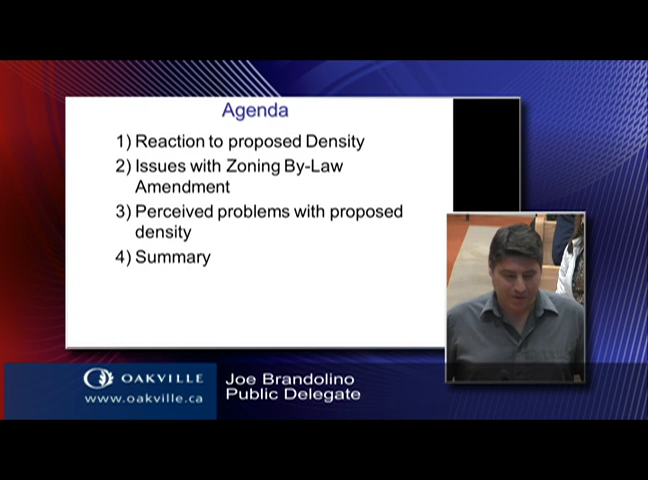 Agenda
1) Reaction to proposed Density
2) Issues with Zoning By-Law
Amendment
3) Perceived problems with proposed
density
4) Summary
OAKVILLE
www.oakville.ca
Joe Brandolino
Public Delegate